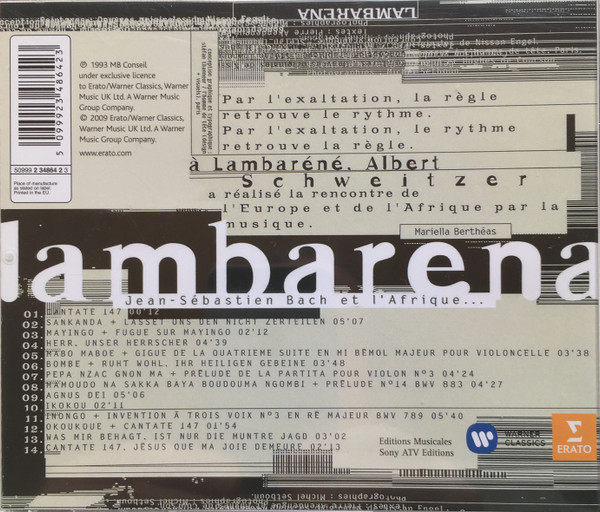 LAMBARENA
℗ 1993 MB Conseil
under exclusive licence
to Erato/Warner Classics, Warner
Music UK Ltd. A Warner Music
Group Company.
© 2009 Erato/Warner Classics,
Warner Music UK Ltd. A Warner
Music Group Company.
www.erato.com
5 099923 486423
50999 2 34864 2 3
Place of manufacture
as stated on label.
Printed in the EU.
Par l'exaltation, la règle
retrouve le rythme.
Par l'exaltation, le rythme
retrouve la règle.
à Lambaréné, Albert
Schweitzer
a réalisé la rencontre de
l'Europe et de l'Afrique par la
musique.
Mariella Berthéas
lambarena
Jean-Sébastien Bach et l'Afrique...
01. CANTATE 147 00'12
02. SANKANDA + LASSET UNS DEN NICHT ZERTEILEN 05'07
03. MAYINGO + FUGUE SUR MAYINGO 02'12
04. HERR, UNSER HERRSCHER 04'39
05. MABO MABOE + GIGUE DE LA QUATRIEME SUITE EN MI BÉMOL MAJEUR POUR VIOLONCELLE 03'38
06. BOMBE + RUHT WOHL, IHR HEILIGEN GEBEINE 03'48
07. PEPA NZAC GNON MA + PRÉLUDE DE LA PARTITA POUR VIOLON N°3 04'24
08. MAMOUDO NA SAKKA BAYA BOUDOUMA NGOMBI + PRÉLUDE N°14 BWV 883 04'27
09. AGNUS DEI 05'06
10. IKOKOU 02'11
11. INONGO + INVENTION À TROIS VOIX N°3 EN RÉ MAJEUR BWV 789 05'40
12. OKOUKOUE + CANTATE 147 01'54
13. WAS MIR BEHAGT, IST NUR DIE MUNTRE JAGD 03'02
14. CANTATE 147, JÉSUS QUE MA JOIE DEMEURE 02'13
Editions Musicales
Sony ATV Editions
WARNER
CLASSICS
ERATO